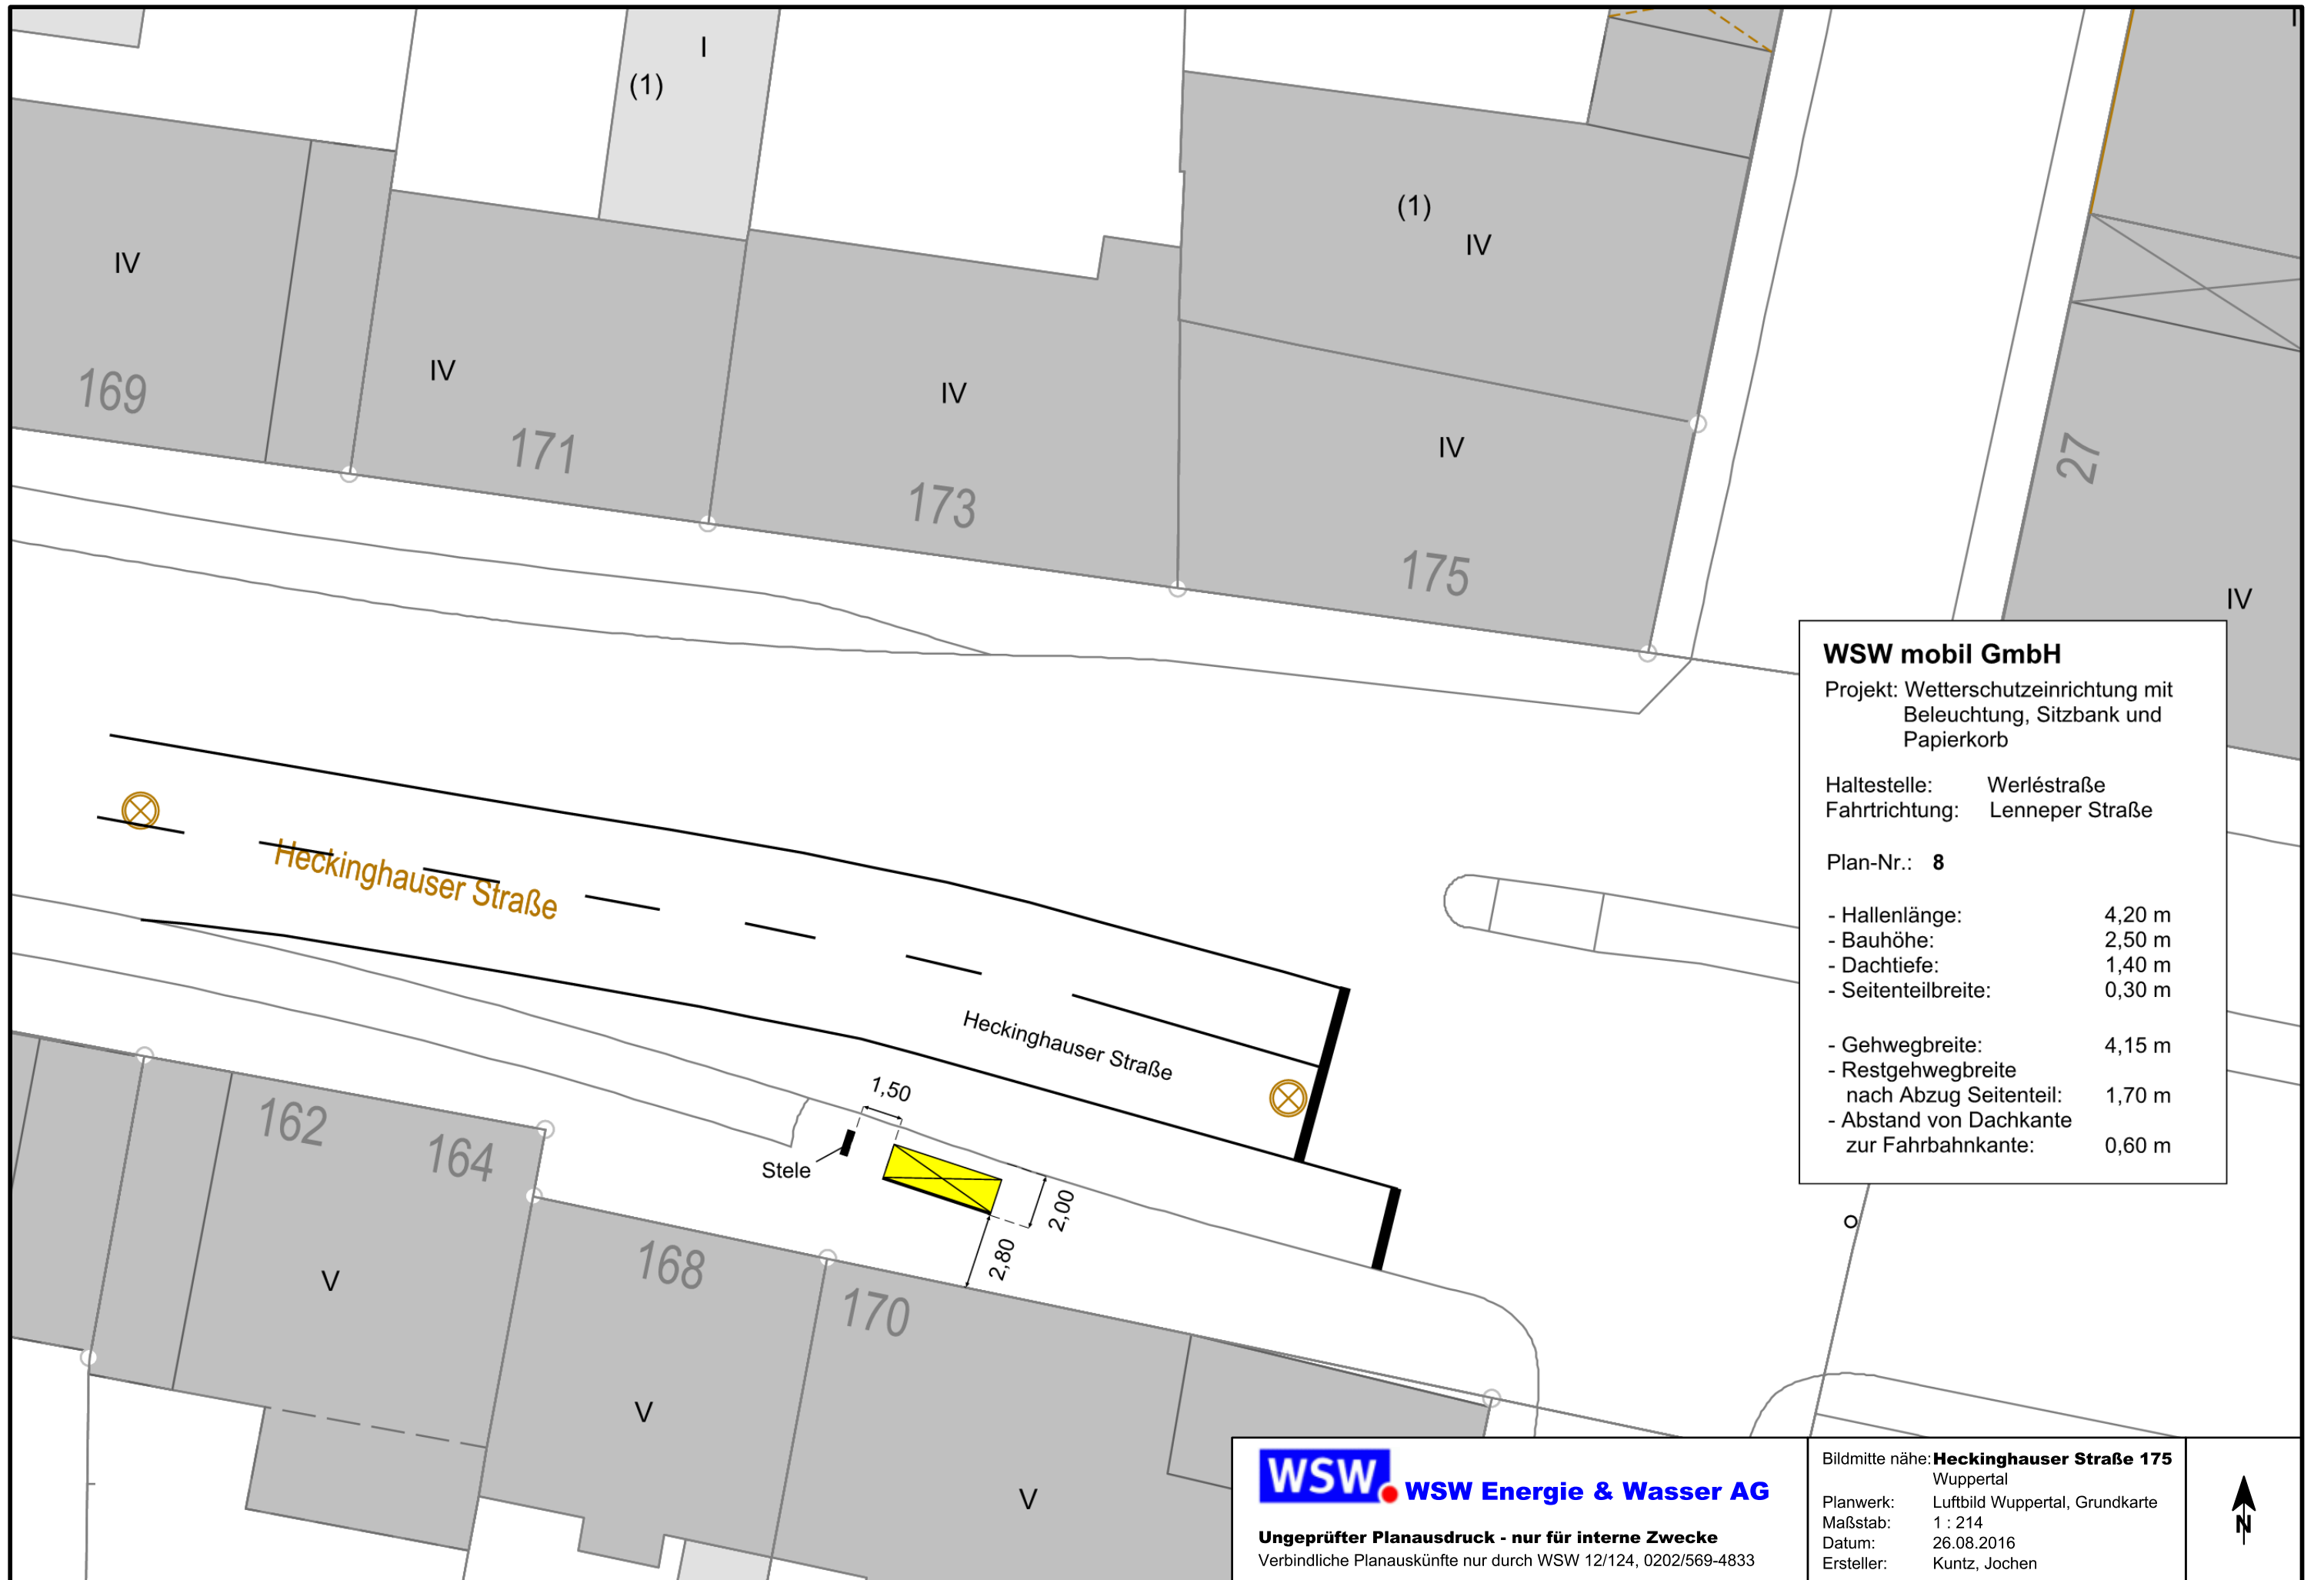 I
(1)
(1)
IV
IV
169
IV
171
IV
173
IV
175
27
IV
WSW mobil GmbH
Projekt: Wetterschutzeinrichtung mit
Beleuchtung, Sitzbank und
Papierkorb
Haltestelle: Werléstraße
Fahrtrichtung: Lenneper Straße
Plan-Nr.: 8
- Hallenlänge: 4,20 m
- Bauhöhe: 2,50 m
- Dachtiefe: 1,40 m
- Seitenteilbreite: 0,30 m
- Gehwegbreite: 4,15 m
- Restgehwegbreite
nach Abzug Seitenteil: 1,70 m
- Abstand von Dachkante
zur Fahrbahnkante: 0,60 m
Heckinghauser Straße
Heckinghauser Straße
1,50
Stele
2,00
2,80
162
164
168
170
V
V
V
WSW. WSW Energie & Wasser AG
Ungeprüfter Planausdruck - nur für interne Zwecke
Verbindliche Planauskünfte nur durch WSW 12/124, 0202/569-4833
Bildmitte nähe: Heckinghauser Straße 175
Wuppertal
Planwerk: Luftbild Wuppertal, Grundkarte
Maßstab: 1 : 214
Datum: 26.08.2016
Ersteller: Kuntz, Jochen
N